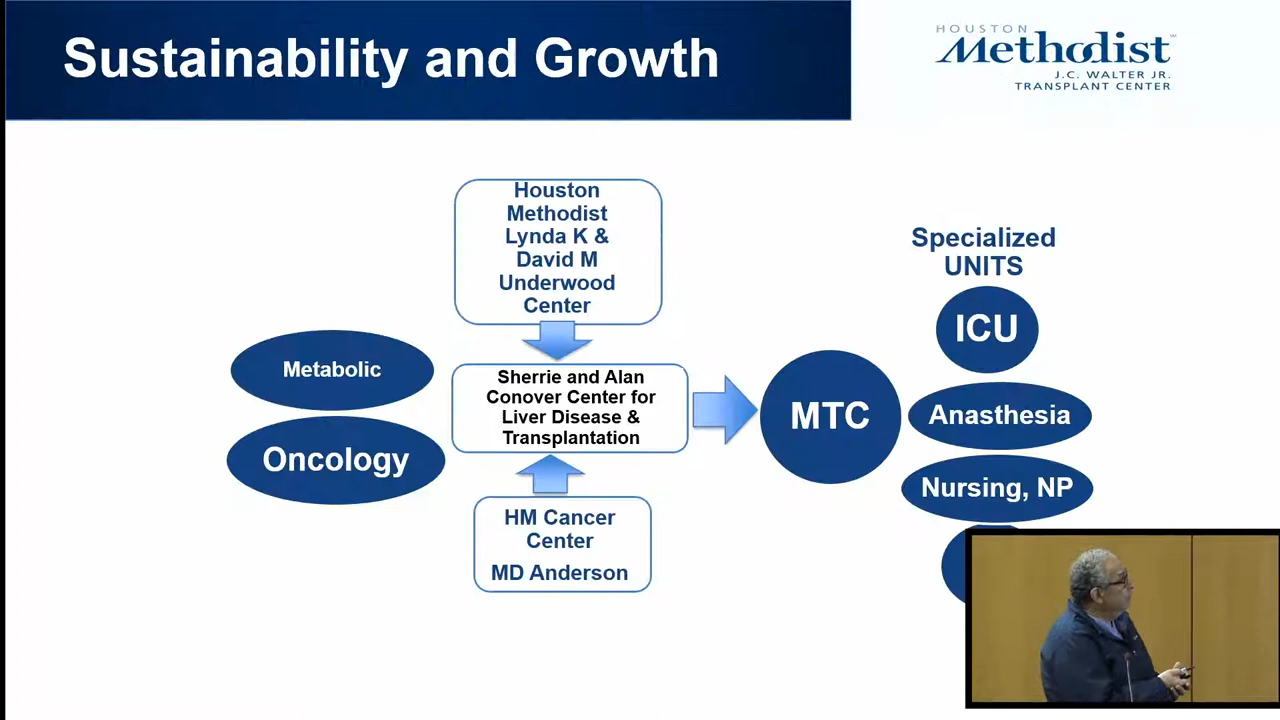 Sustainability and Growth
HOUSTON
Methodist
J.C. WALTER JR.
TRANSPLANT CENTER
Houston
Methodist
Lynda K &
David M
Underwood
Center
Specialized
UNITS
ICU
Metabolic
Sherrie and Alan
Conover Center for
Liver Disease &
Transplantation
MTC
Anasthesia
Oncology
Nursing, NP
HM Cancer
Center
MD Anderson